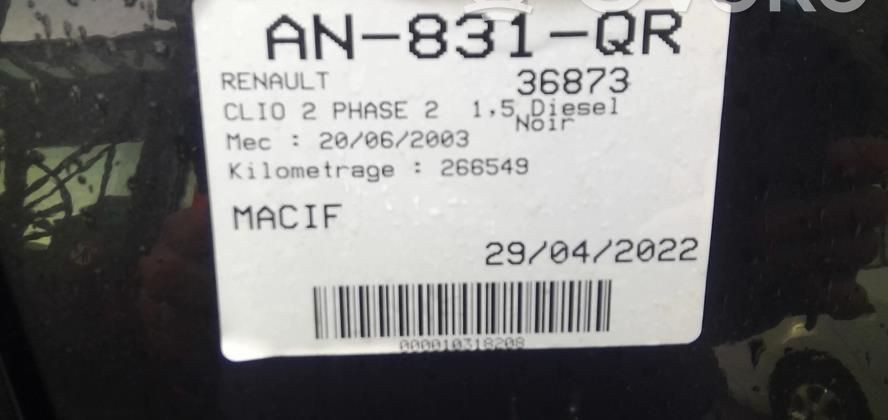 AN-831-QR
RENAULT 36873
CLIO 2 PHASE 2 1,5 Diesel
Noir
Mec : 20/06/2003
Kilometrage : 266549
MACIF
29/04/2022
000010318208